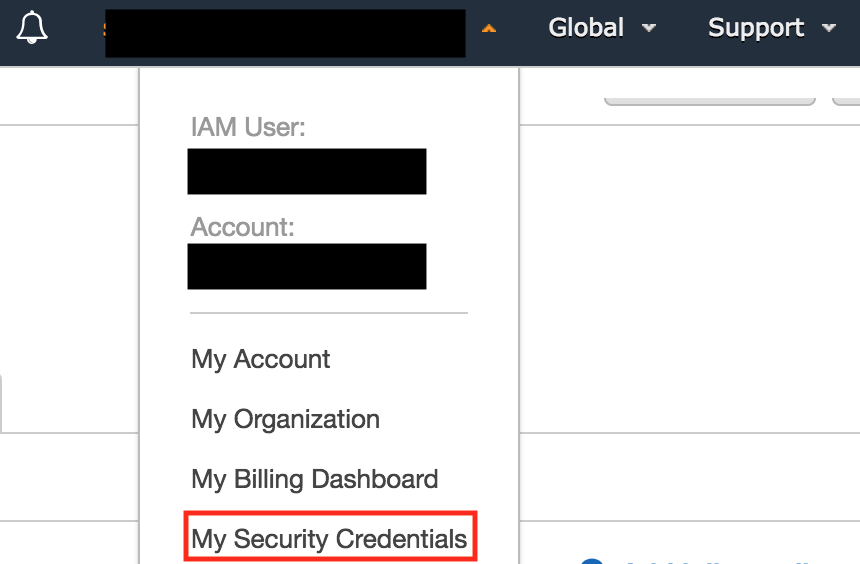 Global
Support
IAM User:
Account:
My Account
My Organization
My Billing Dashboard
My Security Credentials